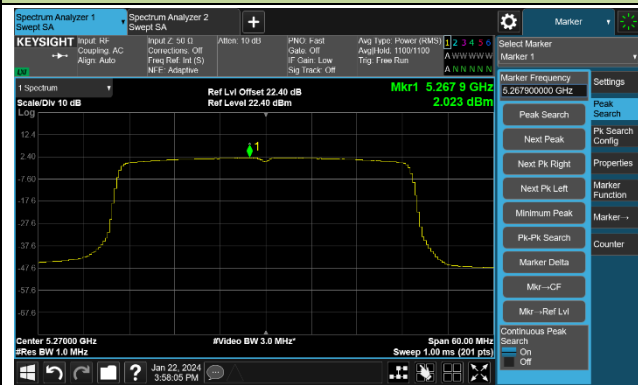 Spectrum Analyzer 1
Swept SA
Spectrum Analyzer 2
Swept SA
+
Marker
KEYSIGHT
Input: RF
Coupling: AC
Align: Auto
Input Z: 50 Ω
Corrections: Off
Freq Ref: Int (S)
NFE: Adaptive
Atten: 10 dB
PNO: Fast
Gate: Off
IF Gain: Low
Sig Track: Off
Avg Type: Power (RMS)
Avg|Hold: 1100/1100
Trig: Free Run
1 2 3 4 5 6
A W W W W W
A N N N N N
LXI
Select Marker
Marker 1
1 Spectrum
Scale/Div 10 dB
Log
Ref Lvl Offset 22.40 dB
Ref Level 22.40 dBm
Mkr1 5.267 9 GHz
2.023 dBm
1
12.4
2.40
-7.60
-17.6
-27.6
-37.6
-47.6
-57.6
-67.6
Center 5.27000 GHz
#Res BW 1.0 MHz
#Video BW 3.0 MHz*
Span 60.00 MHz
Sweep 1.00 ms (201 pts)
Marker Frequency
5.267900000 GHz
Peak Search
Next Peak
Next Pk Right
Next Pk Left
Minimum Peak
Pk-Pk Search
Marker Delta
Mkr→CF
Mkr→Ref Lvl
Continuous Peak
Search
On
Off
Settings
Peak
Search
Pk Search
Config
Properties
Marker
Function
Marker→
Counter
?
Jan 22, 2024
3:58:05 PM